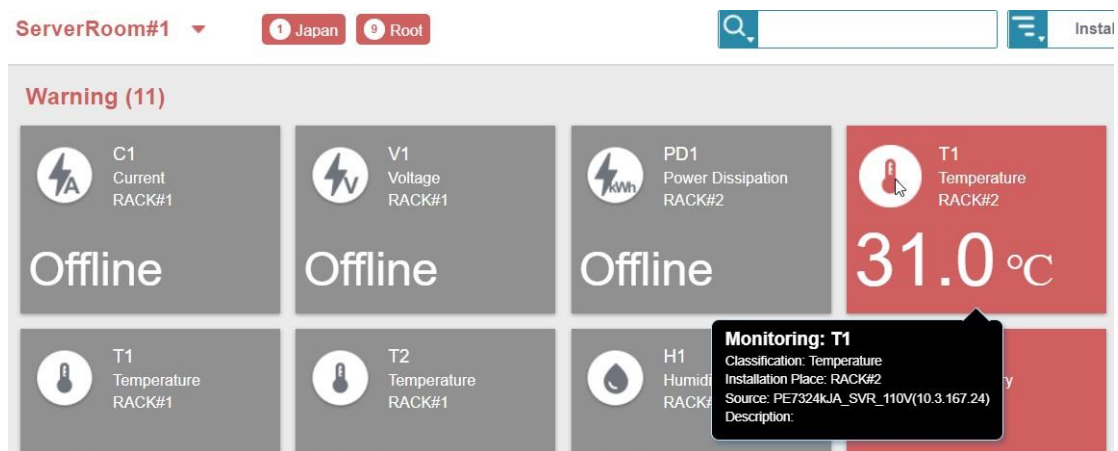 ServerRoom#1
1 Japan
9 Root
Instal
Warning (11)
A
C1
Current
RACK#1
Offline
V
V1
Voltage
RACK#1
Offline
kWh
PD1
Power Dissipation
RACK#2
Offline
T1
Temperature
RACK#2
31.0 °C
T1
Temperature
RACK#1
T2
Temperature
RACK#1
H1
Humidi
RACK#
y
Monitoring: T1
Classification: Temperature
Installation Place: RACK#2
Source: PE7324kJA_SVR_110V(10.3.167.24)
Description: